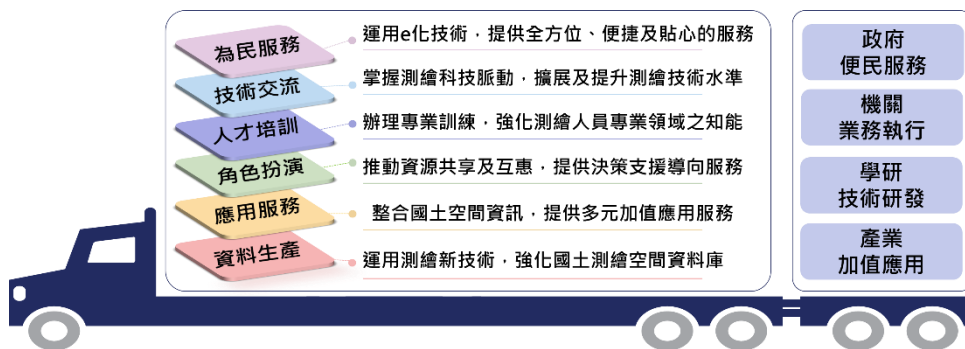 為民服務
運用e化技術，提供全方位、便捷及貼心的服務
技術交流
掌握測繪科技脈動，擴展及提升測繪技術水準
人才培訓
辦理專業訓練，強化測繪人員專業領域之知能
角色扮演
推動資源共享及互惠，提供決策支援導向服務
應用服務
整合國土空間資訊，提供多元加值應用服務
資料生產
運用測繪新技術，強化國土測繪空間資料庫
政府
便民服務
機關
業務執行
學研
技術研發
產業
加值應用